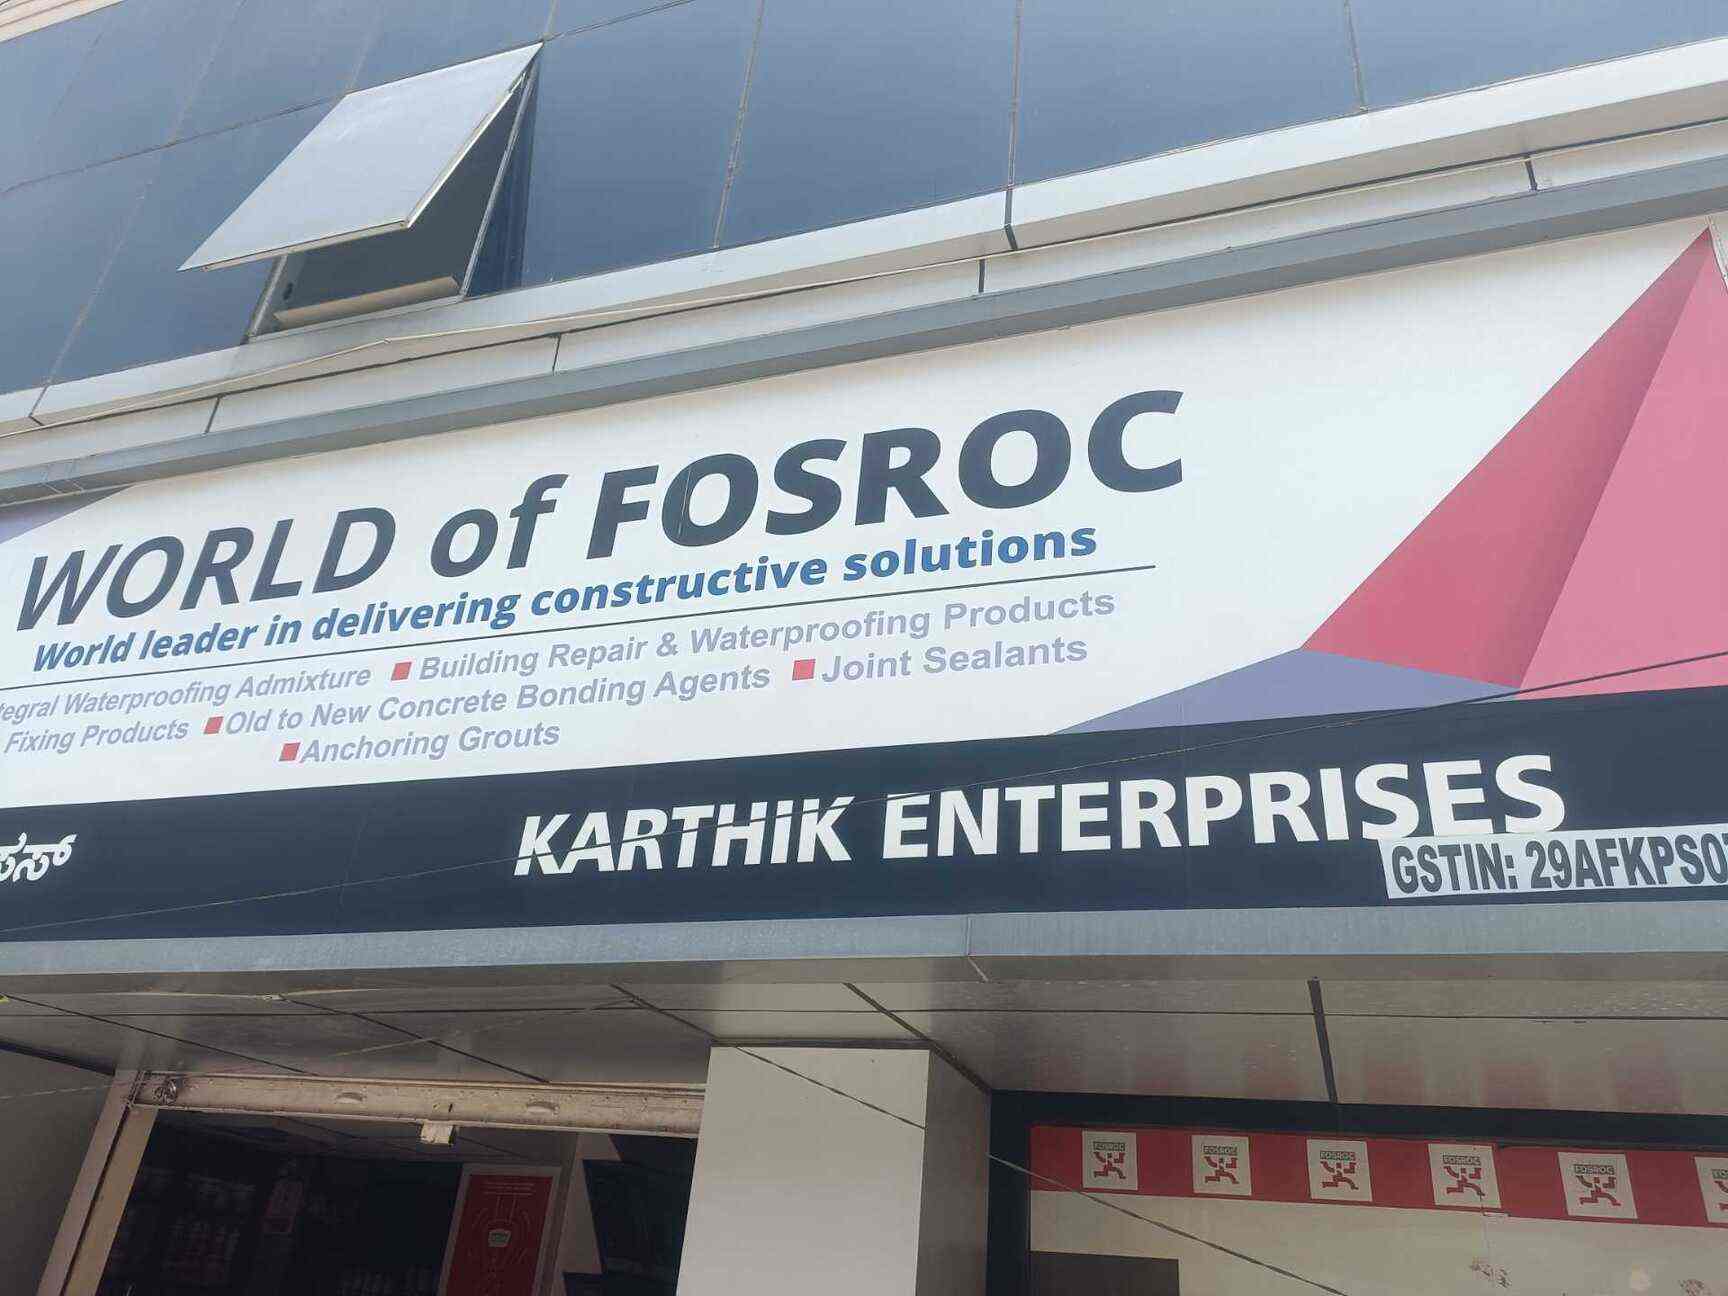 WORLD of FOSROC
World leader in delivering constructive solutions
Waterproofing Admixture ■ Building Repair & Waterproofing Products
Fixing Products ■ Old to New Concrete Bonding Agents ■ Joint Sealants
■ Anchoring Grouts
KARTHIK ENTERPRISES
GSTIN:
FOSROC FOSROC FOSROC FOSROC FOSROC